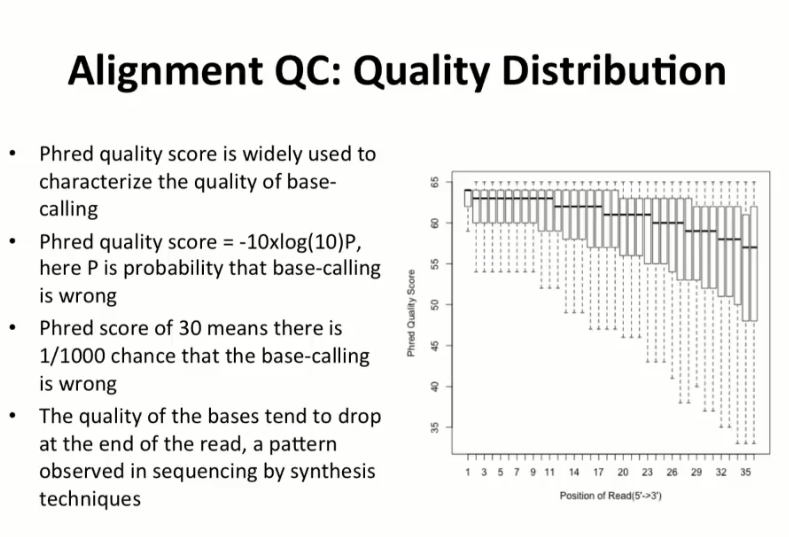 Alignment QC: Quality Distribution
• Phred quality score is widely used to
characterize the quality of base-
calling
• Phred quality score = -10xlog(10)P,
here P is probability that base-calling
is wrong
• Phred score of 30 means there is
1/1000 chance that the base-calling
is wrong
• The quality of the bases tend to drop
at the end of the read, a pattern
observed in sequencing by synthesis
techniques
Phred Quality Score
65
60
55
50
45
40
35
1 3 5 7 9 11 14 17 20 23 26 29 32 35
Position of Read(5'->3')